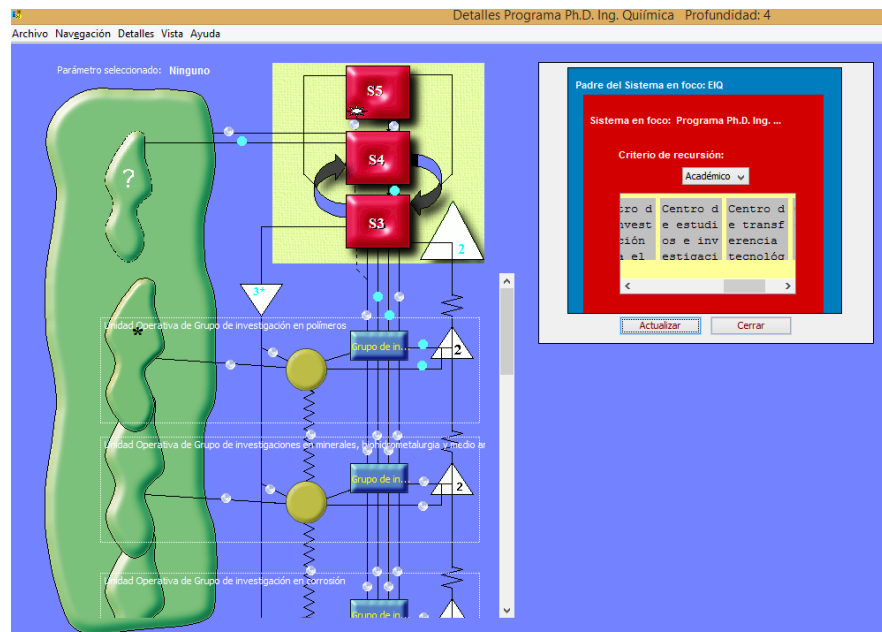 Detalles Programa Ph.D. Ing. Quiímica Profundidad: 4
Archivo Navegación Detalles Vista Ayuda
Parámetro seleccionado: Ninguno
S5
S4
S3
2
3*
?
*
Unidad Operativa de Grupo de investigación en polímeros
Grupo de in...
2
Unidad Operativa de Grupo de investigaciones en minerales, biohidrometalurgia y medio ar
Grupo de in...
2
Unidad Operativa de Grupo de investigación en corrosión
Grupo de in...
Padre del Sistema en foco: EIQ
Sistema en foco: Programa Ph.D. Ing. ...
Criterio de recursión:
Académico
tro d Centro d Centro d
nvest e estudi e transf
ción os e inv erencia
a el estigaci tecnológ
Actualizar Cerrar